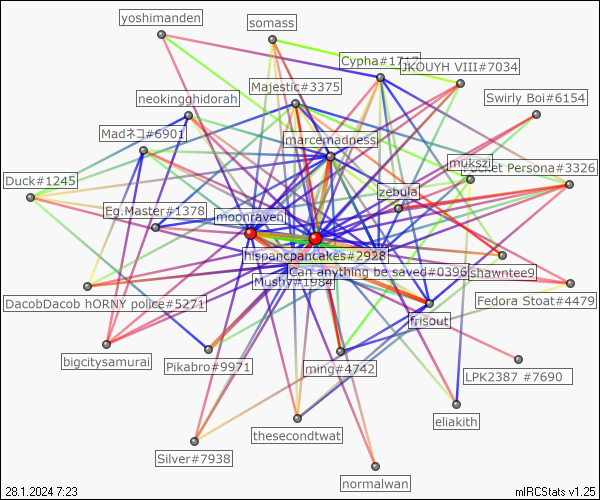 yoshimanden
somass
Cypha#1717
JKOUYH VIII#7034
Majestic#3375
Swirly Boi#6154
neokingghidorah
Madネコ#6901
marcemadness
mukszi
cket Persona#3326
Duck#1245
zebula
Eg.Master#1378
moonraven
hispancpancakes#2928
Can anything be saved#0396
shawntee9
Mushy#1984
DacobDacob hORNY police#5271
Fedora Stoat#4479
frisout
bigcitysamurai
Pikabro#9971
ming#4742
LPK2387 #7690
eliakith
thesecondtwat
Silver#7938
normalwan
28.1.2024 7:23
mIRCStats v1.25